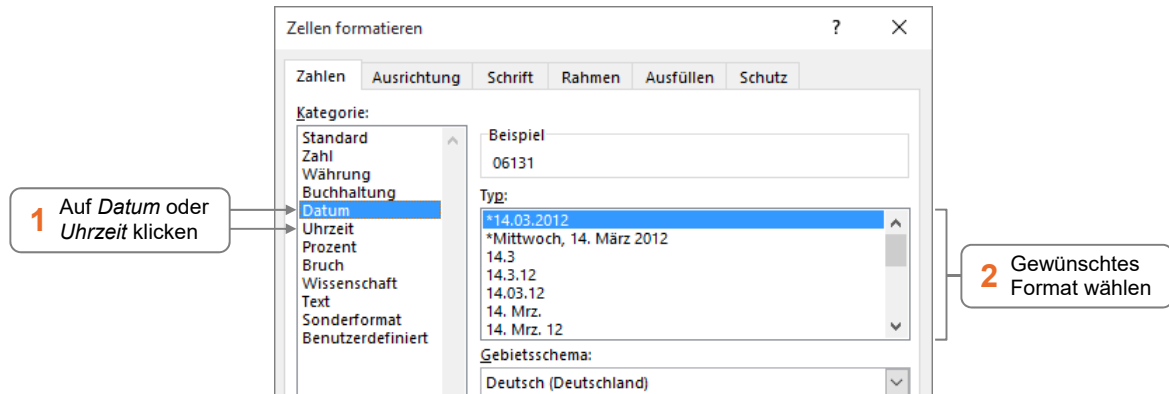 Zellen formatieren
?
Zahlen Ausrichtung Schrift Rahmen Ausfüllen Schutz
Kategorie:
Standard
Zahl
Währung
Buchhaltung
Datum
Uhrzeit
Prozent
Bruch
Wissenschaft
Text
Sonderformat
Benutzerdefiniert
Beispiel
06131
Typ:
*14.03.2012
*Mittwoch, 14. März 2012
14.3
14.3.12
14.03.12
14. Mrz.
14. Mrz. 12
Gebietsschema:
Deutsch (Deutschland)
1 Auf Datum oder
Uhrzeit klicken
2 Gewünschtes
Format wählen